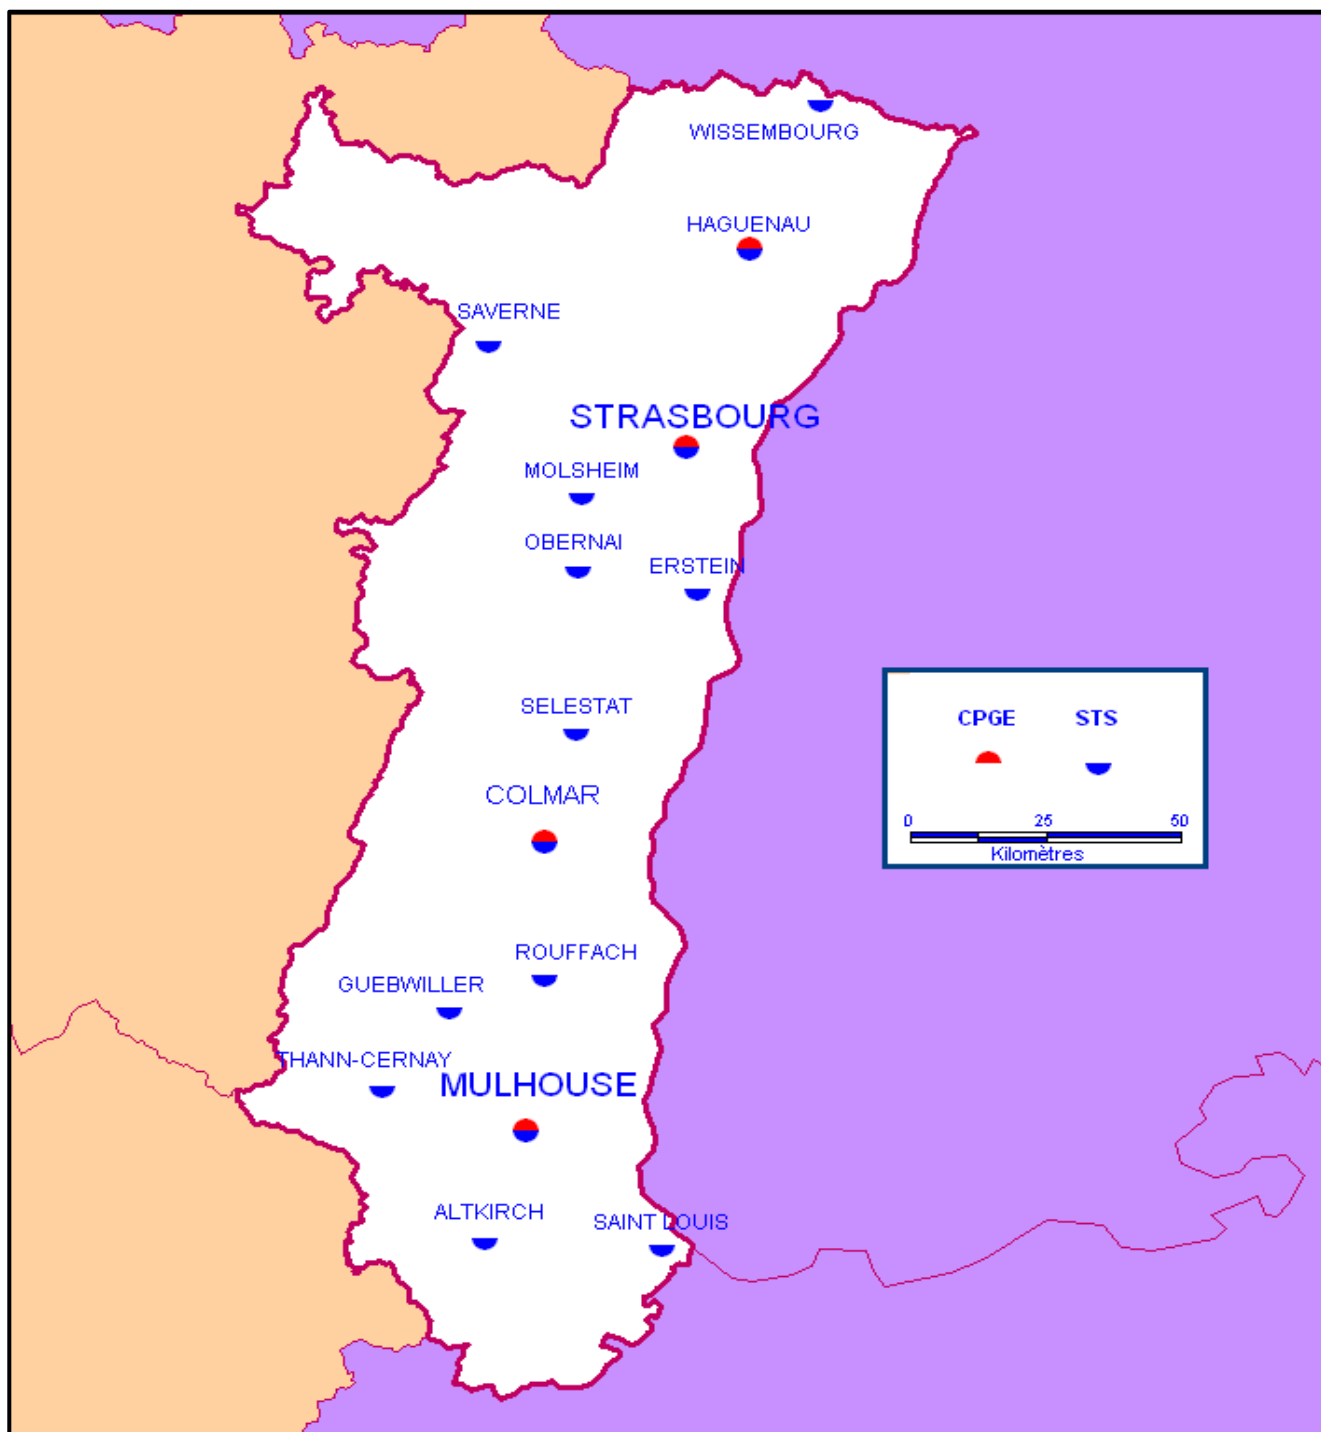 WISSEMBOURG
HAGUENAU
SAVERNE
STRASBOURG
MOLSHEIM
OBERNAI
ERSTEIN
SELESTAT
CPGE STS
COLMAR
0 25 50
Kilomètres
ROUFFACH
GUEBWILLER
THANN-CERNAY
MULHOUSE
ALTKIRCH
SAINT LOUIS